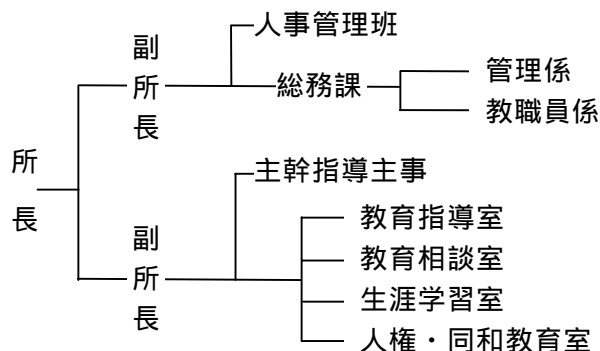 所長
副所長
人事管理班
総務課
管理係
教職員係
副所長
主幹指導主事
教育指導室
教育相談室
生涯学習室
人権・同和教育室